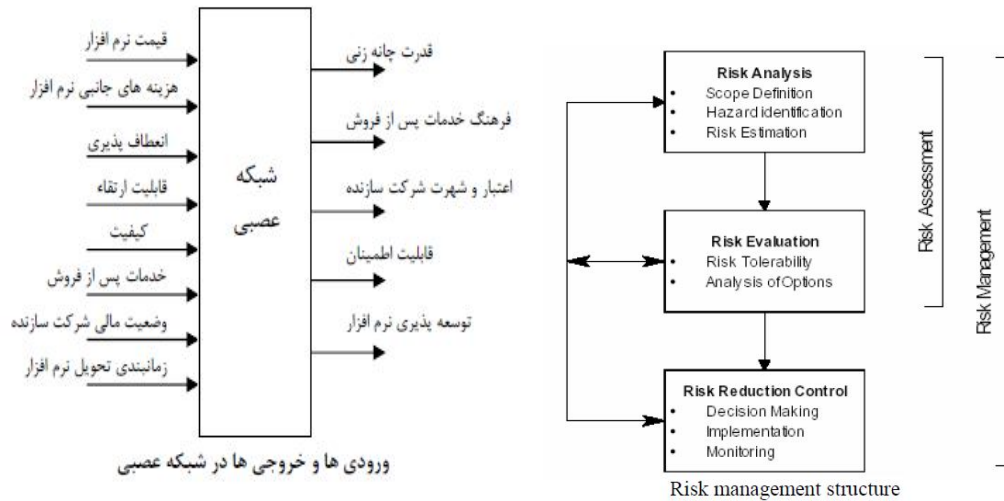 قیمت نرم افزار
هزینه های جانبی نرم افزار
انعطاف پذیری
قابلیت ارتقاء
کیفیت
خدمات پس از فروش
وضعیت مالی شرکت سازنده
زمانبندی تحویل نرم افزار
شبکه
عصبی
قدرت چانه زنی
فرهنگ خدمات پس از فروش
اعتبار و شهرت شرکت سازنده
قابلیت اطمینان
توسعه پذیری نرم افزار
ورودی ها و خروجی ها در شبکه عصبی
Risk Analysis
• Scope Definition
• Hazard identification
• Risk Estimation
Risk Evaluation
• Risk Tolerability
• Analysis of Options
Risk Reduction Control
• Decision Making
• Implementation
• Monitoring
Risk Assessment
Risk Management
Risk management structure